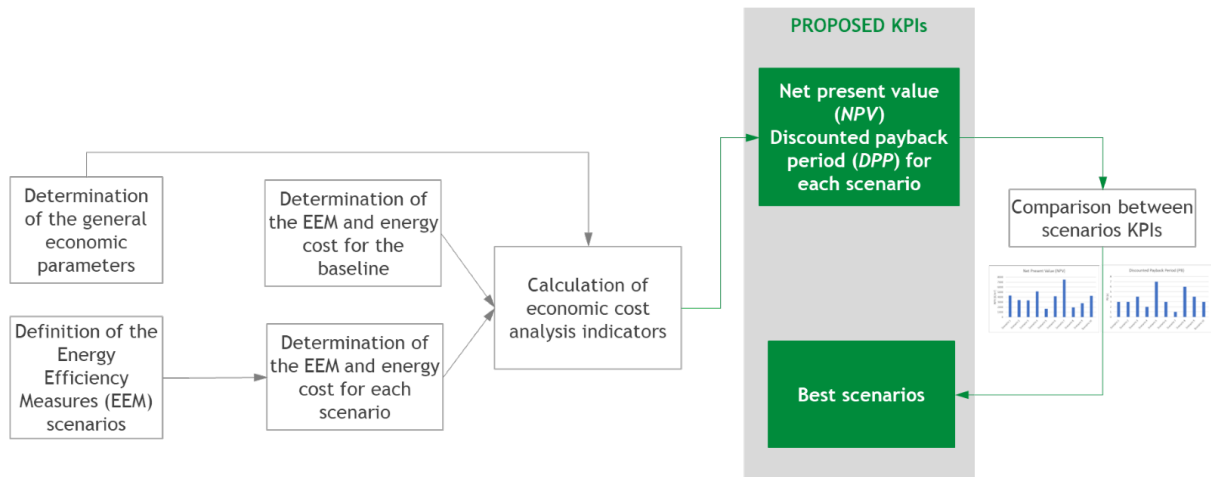 PROPOSED KPIs
Net present value
(NPV)
Discounted payback
period (DPP) for
each scenario
Determination
of the general
economic
parameters
Determination of
the EEM and energy
cost for the
baseline
Comparison between
scenarios KPIs
Calculation of
economic cost
analysis indicators
Definition of the
Energy
Efficiency
Measures (EEM)
scenarios
Determination of
the EEM and energy
cost for each
scenario
Net Present Value (NPV)
Discounted Payback Period (PB)
Best scenarios